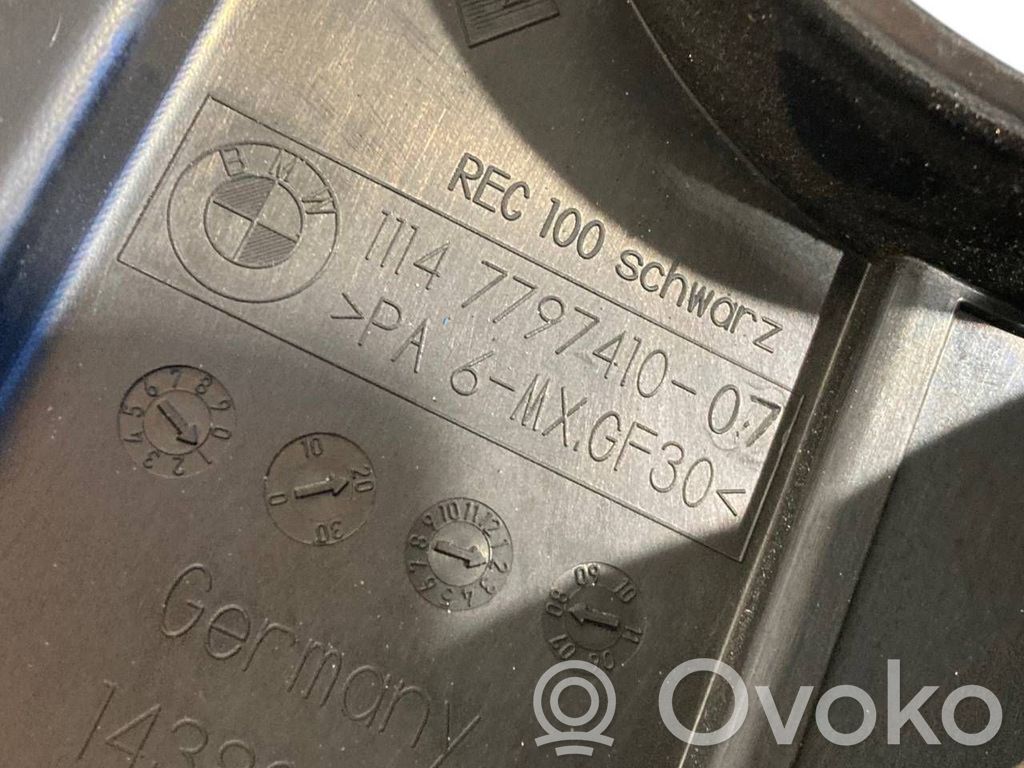 REC 100 schwarz
BMW
1114 7797410-07
>PA 6-MX.GF30<
Germany
Ovoko